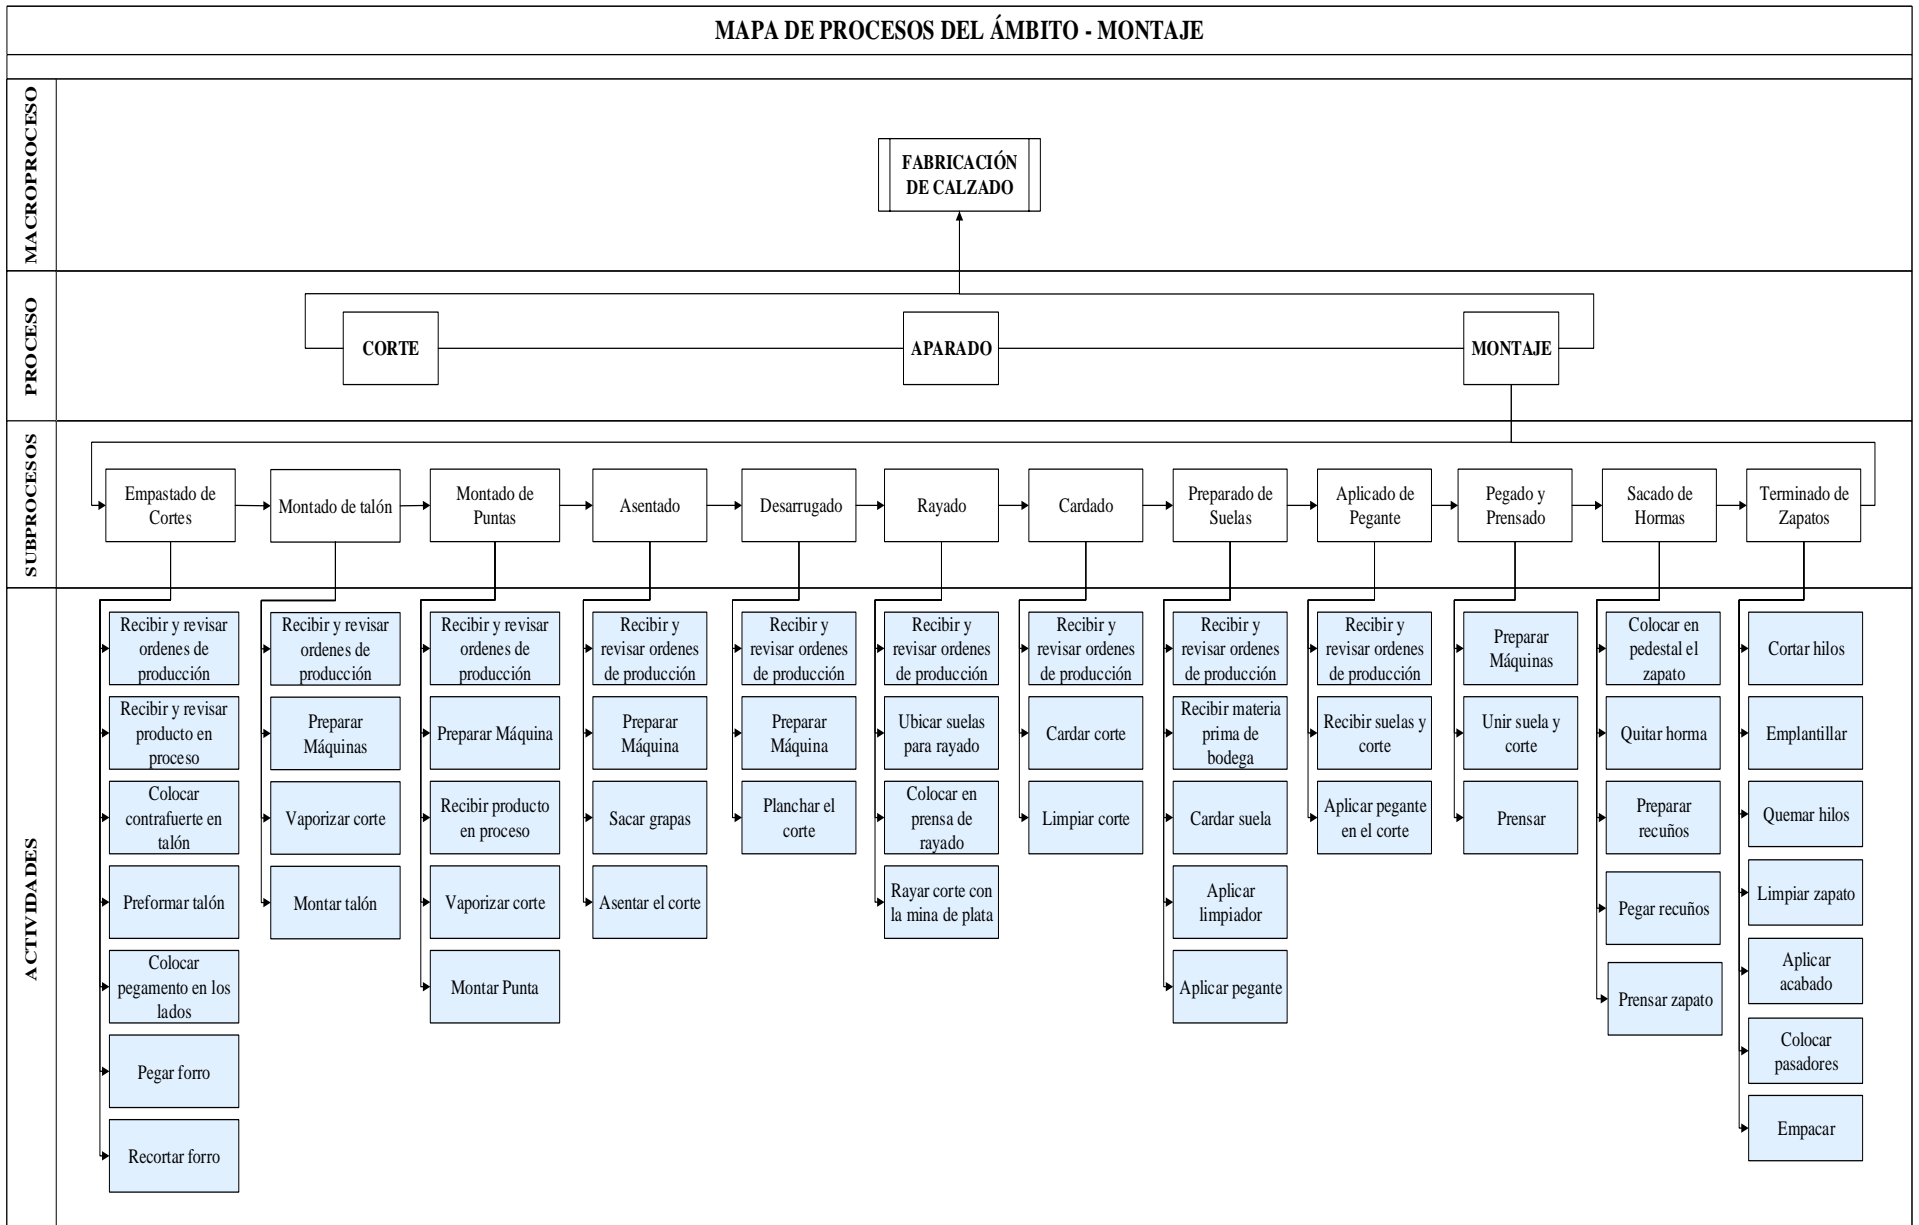 MAPA DE PROCESOS DEL ÁMBITO - MONTAJE
MACROPROCESO
FABRICACIÓN
DE CALZADO
PROCESO
CORTE
APARADO
MONTAJE
SUBPROCESOS
Empastado de
Cortes
Montado de talón
Montado de
Puntas
Asentado
Desarrugado
Rayado
Cardado
Preparado de
Suelas
Aplicado de
Pegante
Pegado y
Prensado
Sacado de
Hormas
Terminado de
Zapatos
ACTIVIDADES
Recibir y revisar
ordenes de
producción
Recibir y revisar
producto en
proceso
Colocar
contrafuerte en
talón
Preformar talón
Colocar
pegamento en los
lados
Pegar forro
Recortar forro
Recibir y revisar
ordenes de
producción
Preparar
Máquinas
Vaporizar corte
Montar talón
Recibir y revisar
ordenes de
producción
Preparar Máquina
Recibir producto
en proceso
Vaporizar corte
Montar Punta
Recibir y
revisar ordenes
de producción
Preparar
Máquina
Sacar grapas
Asentar el corte
Recibir y
revisar ordenes
de producción
Preparar
Máquina
Planchar el
corte
Recibir y
revisar ordenes
de producción
Ubicar suelas
para rayado
Colocar en
prensa de
rayado
Rayar corte con
la mina de plata
Recibir y
revisar ordenes
de producción
Cardar corte
Limpiar corte
Recibir y
revisar ordenes
de producción
Recibir materia
prima de
bodega
Cardar suela
Aplicar
limpiador
Aplicar pegante
Recibir y
revisar ordenes
de producción
Recibir suelas y
corte
Aplicar pegante
en el corte
Preparar
Máquinas
Unir suela y
corte
Prensar
Colocar en
pedestal el
zapato
Quitar horma
Preparar
recuños
Pegar recuños
Prensar zapato
Cortar hilos
Emplantillar
Quemar hilos
Limpiar zapato
Aplicar
acabado
Colocar
pasadores
Empacar